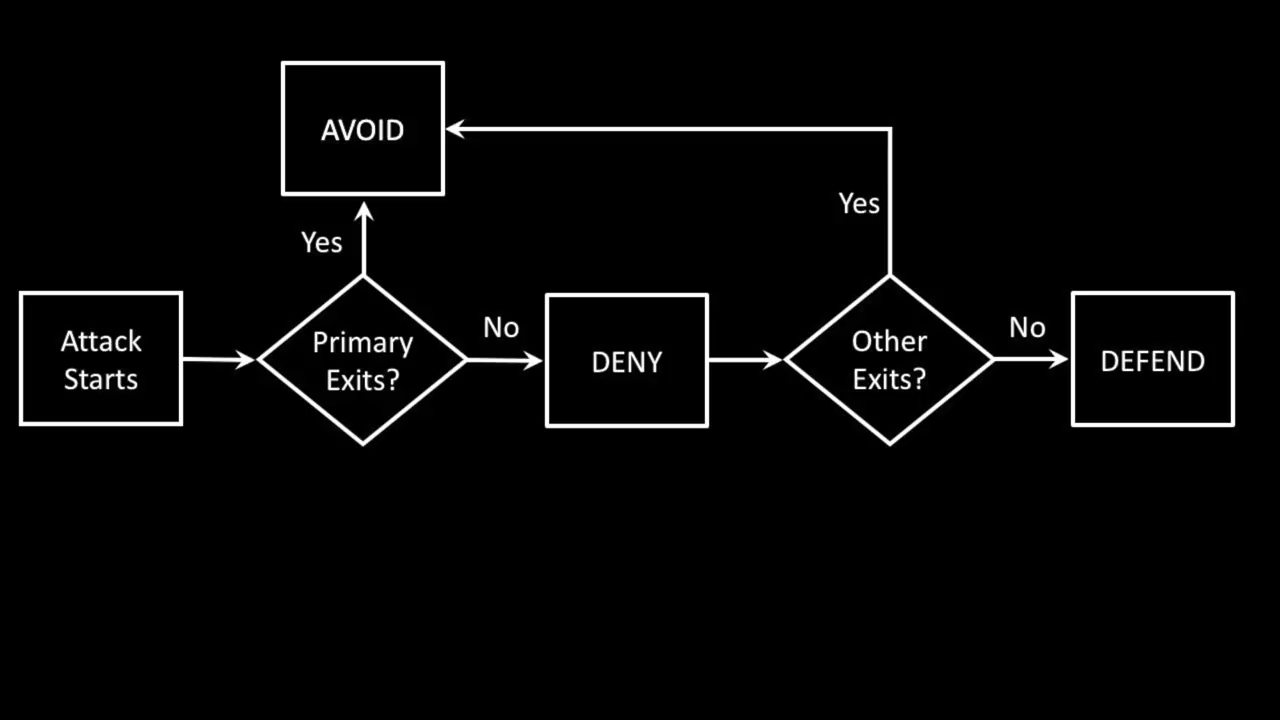 AVOID
Yes
Yes
Attack
Starts
Primary
Exits?
No
DENY
Other
Exits?
No
DEFEND